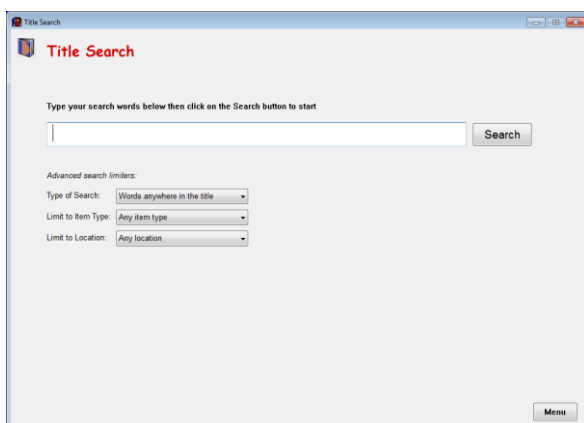 Title Search
Title Search
Type your search words below then click on the Search button to start
Search
Advanced search limiters:
Type of Search: Words anywhere in the title
Limit to Item Type: Any item type
Limit to Location: Any location
Menu